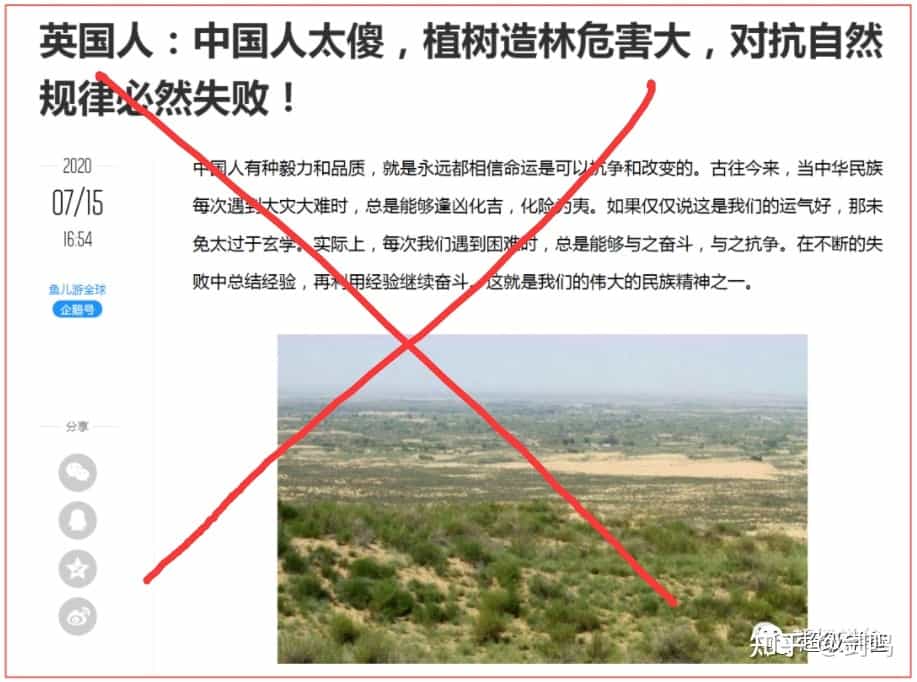 英国人：中国人太傻，植树造林危害大，对抗自然
规律必然失败！
2020
07/15
16:54
鱼儿游全球
企鹅号
分享
中国人有种毅力和品质，就是永远都相信命运是可以抗争和改变的。古往今来，当中华民族
每次遇到大灾大难时，总是能够逢凶化吉，化险为夷。如果仅仅说这是我们的运气好，那未
免太过于玄学。实际上，每次我们遇到困难时，总是能够与之奋斗，与之抗争。在不断的失
败中总结经验，再利用经验继续奋斗。这就是我们的伟大的民族精神之一。
知乎